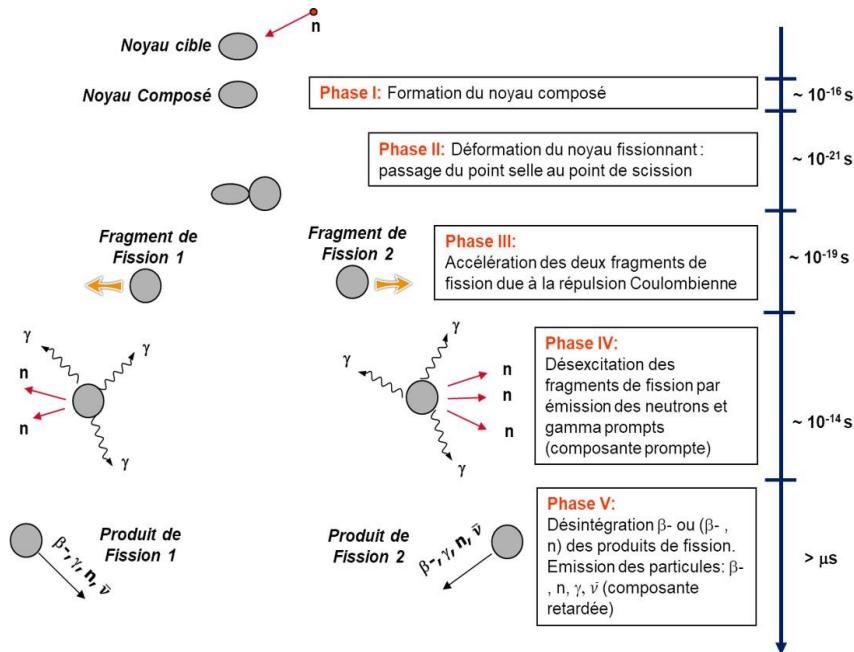 n
Noyau cible
Noyau Composé
Phase I: Formation du noyau composé
~ 10-16 s
Phase II: Déformation du noyau fissionnant :
passage du point selle au point de scission
~ 10-21 s
Fragment de
Fission 1
Fragment de
Fission 2
Phase III:
Accélération des deux fragments de
fission due à la répulsion Coulombienne
~ 10-19 s
γ
γ
n
n
γ
γ
γ
n
n
n
γ
Phase IV:
Désexcitation des
fragments de fission par
émission des neutrons et
gamma prompts
(composante prompte)
~ 10-14 s
β-, γ, n, ν̄
Produit de
Fission 1
Produit de
Fission 2
β-, γ, n, ν̄
Phase V:
Désintégration β- ou (β- ,
n) des produits de fission.
Emission des particules: β-
, n, γ, ν̄ (composante
retardée)
> μs